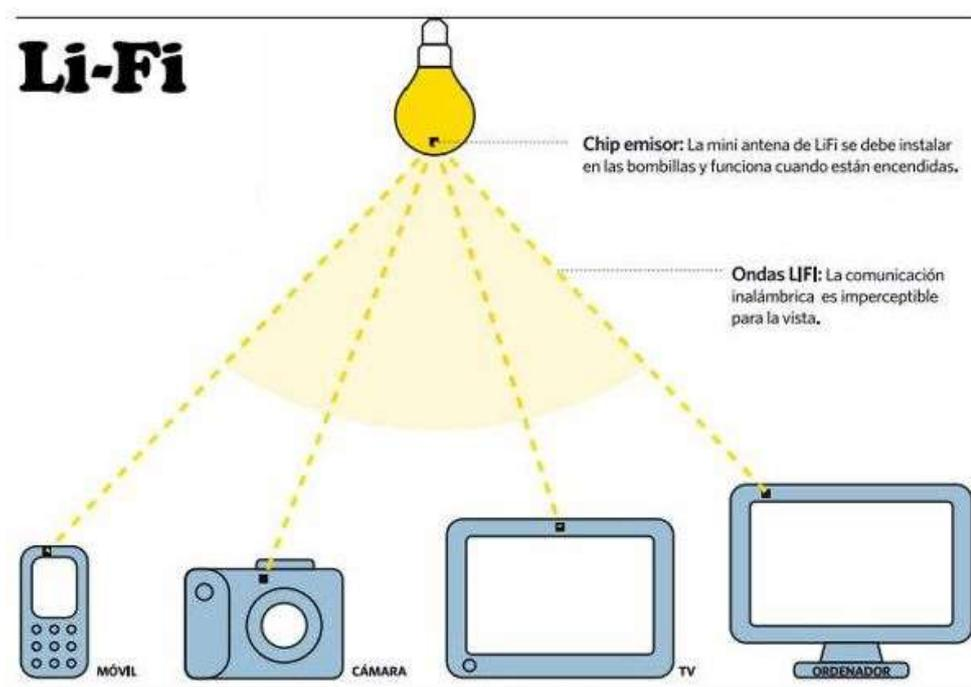 Li-Fi
Chip emisor: La mini antena de LiFi se debe instalar
en las bombillas y funciona cuando están encendidas.
Ondas LIFI: La comunicación
inalámbrica es imperceptible
para la vista.
MÓVIL
CÁMARA
TV
ORDENADOR